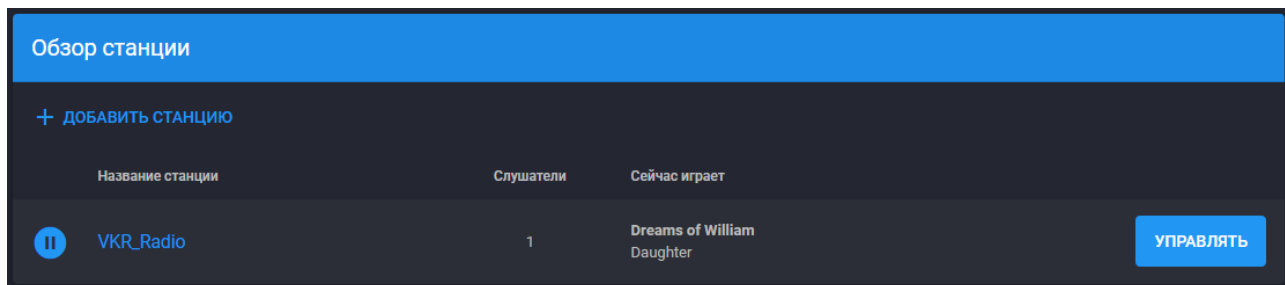 Обзор станции
+ ДОБАВИТЬ СТАНЦИЮ
Название станции Слушатели Сейчас играет
VKR_Radio 1 Dreams of William
Daughter
УПРАВЛЯТЬ